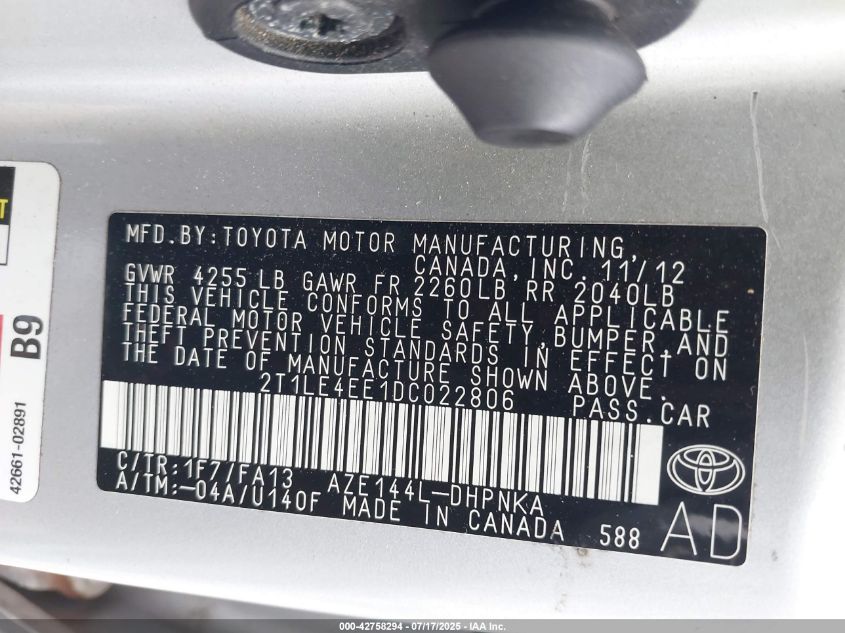 MFD.BY:TOYOTA MOTOR MANUFACTURING,
CANADA, INC. 11/12
GVWR 4255 LB GAWR FR 2260LB RR 2040LB
THIS VEHICLE CONFORMS TO ALL APPLICABLE
FEDERAL MOTOR VEHICLE SAFETY, BUMPER, AND
THEFT PREVENTION STANDARDS IN EFFECT ON
THE DATE OF MANUFACTURE SHOWN ABOVE.
2T1LE4EE1DC022806 PASS.CAR
C/TR:1F7/FA13 AZE144L-DHPNKA
A/TM:-04A/U140F MADE IN CANADA 588
AD
T
B9
42661-02891
000-42758294 - 07/17/2025 - IAA Inc.